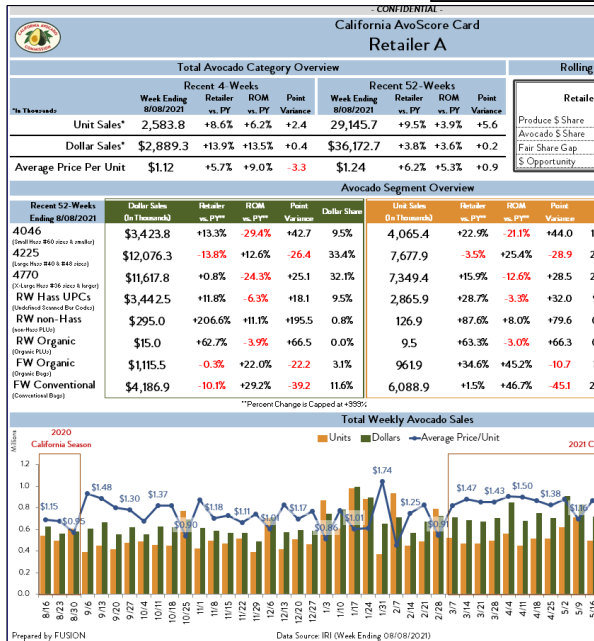 - CONFIDENTIAL -
California AvoScore Card
Retailer A
Total Avocado Category Overview
Rolling
Recent 4-Weeks
Recent 52-Weeks
*In Thousands
Week Ending 8/08/2021
Retailer vs. PY
ROM vs. PY
Point Variance
Week Ending 8/08/2021
Retailer vs. PY
ROM vs. PY
Point Variance
Retaile
Unit Sales* 2,583.8 +8.6% +6.2% +2.4 29,145.7 +9.5% +3.9% +5.6
Dollar Sales* $2,889.3 +13.9% +13.5% +0.4 $36,172.7 +3.8% +3.6% +0.2
Average Price Per Unit $1.12 +5.7% +9.0% -3.3 $1.24 +6.2% +5.3% +0.9
Produce $ Share
Avocado $ Share
Fair Share Gap
$ Opportunity
Avocado Segment Overview
Recent 52-Weeks Ending 8/08/2021
Dollar Sales (In Thousands)
Retailer vs. PY**
ROM vs. PY**
Point Variance
Dollar Share
Unit Sales (In Thousands)
Retailer vs. PY**
ROM vs. PY**
Point Variance
4046 $3,423.8 +13.3% -29.4% +42.7 9.5% 4,065.4 +22.9% -21.1% +44.0 1
(Small Hass #60 sizes & smaller)
4225 $12,076.3 -13.8% +12.6% -26.4 33.4% 7,677.9 -3.5% +25.4% -28.9 2
(Large Hass #40 & #48 sizes)
4770 $11,617.8 +0.8% -24.3% +25.1 32.1% 7,349.4 +15.9% -12.6% +28.5 2
(X-Large Hass #36 sizes & larger)
RW Hass UPCs $3,442.5 +11.8% -6.3% +18.1 9.5% 2,865.9 +28.7% -3.3% +32.0 9
(Undefined Scanned Bar Codes)
RW non-Hass $295.0 +206.6% +11.1% +195.5 0.8% 126.9 +87.6% +8.0% +79.6 0
(non-Hass PLUs)
RW Organic $15.0 +62.7% -3.9% +66.5 0.0% 9.5 +63.3% -3.0% +66.3 0
(Organic PLUs)
FW Organic $1,115.5 -0.3% +22.0% -22.2 3.1% 961.9 +34.6% +45.2% -10.7 3
(Organic Bags)
FW Conventional $4,186.9 -10.1% +29.2% -39.2 11.6% 6,088.9 +1.5% +46.7% -45.1 2
(Conventional Bags)
**Percent Change is Capped at +999%
Total Weekly Avocado Sales
Millions
2020
California Season
Units Dollars Average Price/Unit
2021 C
1.2
1.0
0.8
0.6
0.4
0.2
0.0
$1.15 $0.95 $1.48 $1.30 $1.37 $0.90 $1.18 $1.11 $1.01 $1.17 $0.86 $1.01 $1.74 $1.25 $0.91 $1.47 $1.43 $1.50 $1.38 $1.16
8/16 8/23 8/30 9/6 9/13 9/20 9/27 10/4 10/11 10/18 10/25 11/1 11/8 11/15 11/22 11/29 12/6 12/13 12/20 12/27 1/3 1/10 1/17 1/24 1/31 2/7 2/14 2/21 2/28 3/7 3/14 3/21 3/28 4/4 4/11 4/18 4/25 5/2 5/9 5/16
Prepared by FUSION
Data Source: IRI (Week Ending 08/08/2021)